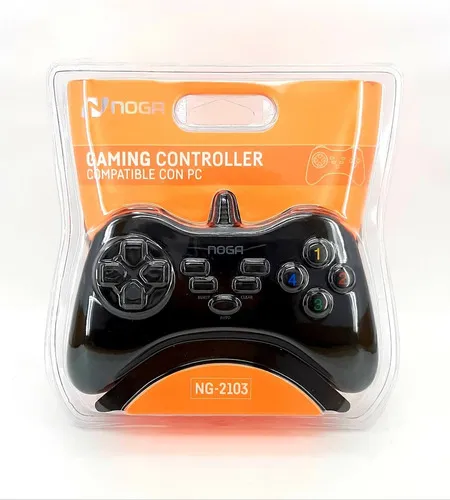 NOGA
GAMING CONTROLLER
COMPATIBLE CON PC
NOGA
1
4
2
3
NG-2103